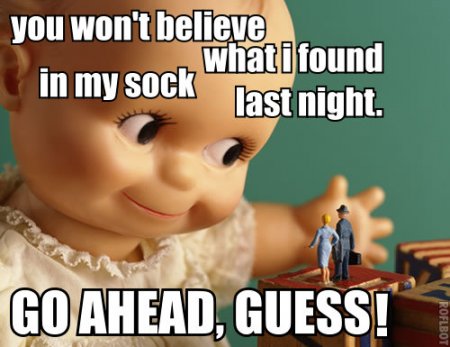 you won't believe
what i found
in my sock
last night.
GO AHEAD, GUESS!
ROFLBOT